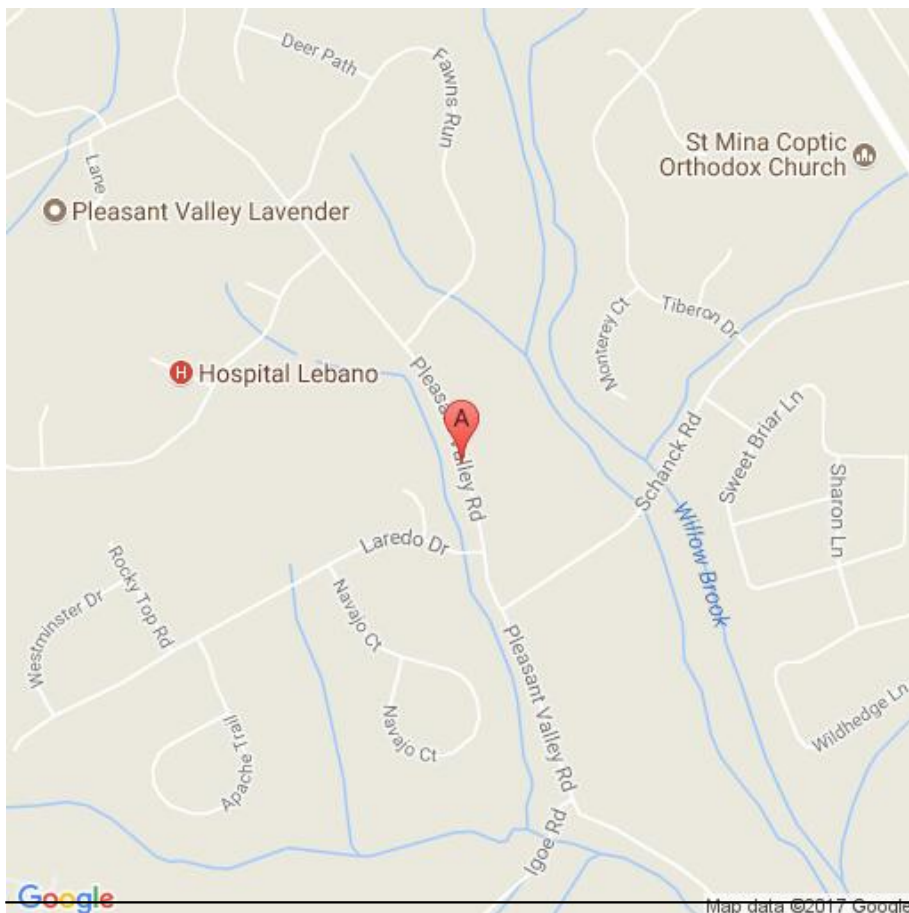 Deer Path
Fawns Run
St Mina Coptic
Orthodox Church
Lane
Pleasant Valley Lavender
Monterey Ct
Tiberon Dr
Hospital Lebano
Pleasant Valley Rd
A
Schanck Rd
Sweet Briar Ln
Sharon Ln
Willow Brook
Laredo Dr
Rocky Top Rd
Westminster Dr
Navajo Ct
Pleasant Valley Rd
Navajo Ct
Apache Trail
Wildhedge Ln
Igoe Rd
Google
Map data ©2017 Google
H